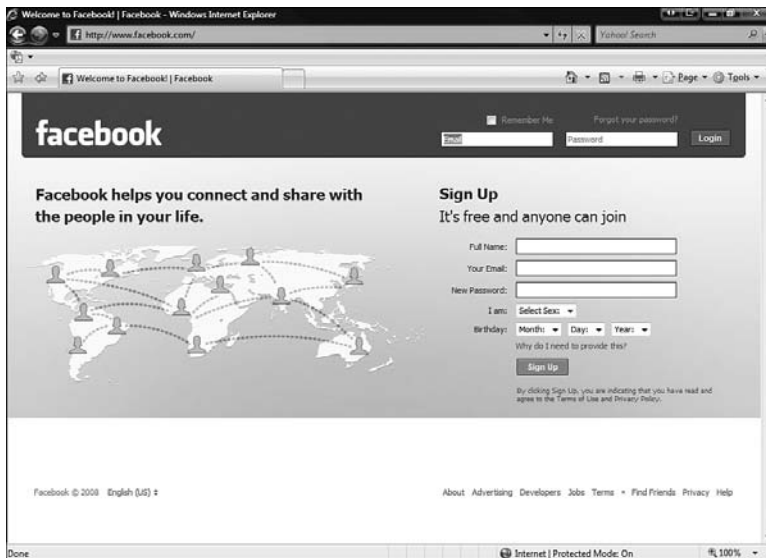 Welcome to Facebook! | Facebook - Windows Internet Explorer
http://www.facebook.com/
Yahoo! Search
Welcome to Facebook! | Facebook
Page
Tools
Remember Me
Forgot your password?
facebook
Email
Password
Login
Facebook helps you connect and share with
the people in your life.
Sign Up
It's free and anyone can join
Full Name:
Your Email:
New Password:
I am: Select Sex:
Birthday: Month: Day: Year:
Why do I need to provide this?
Sign Up
By clicking Sign Up, you are indicating that you have read and
agree to the Terms of Use and Privacy Policy.
Facebook © 2008 English (US)
About Advertising Developers Jobs Terms • Find Friends Privacy Help
Done
Internet | Protected Mode: On
100%